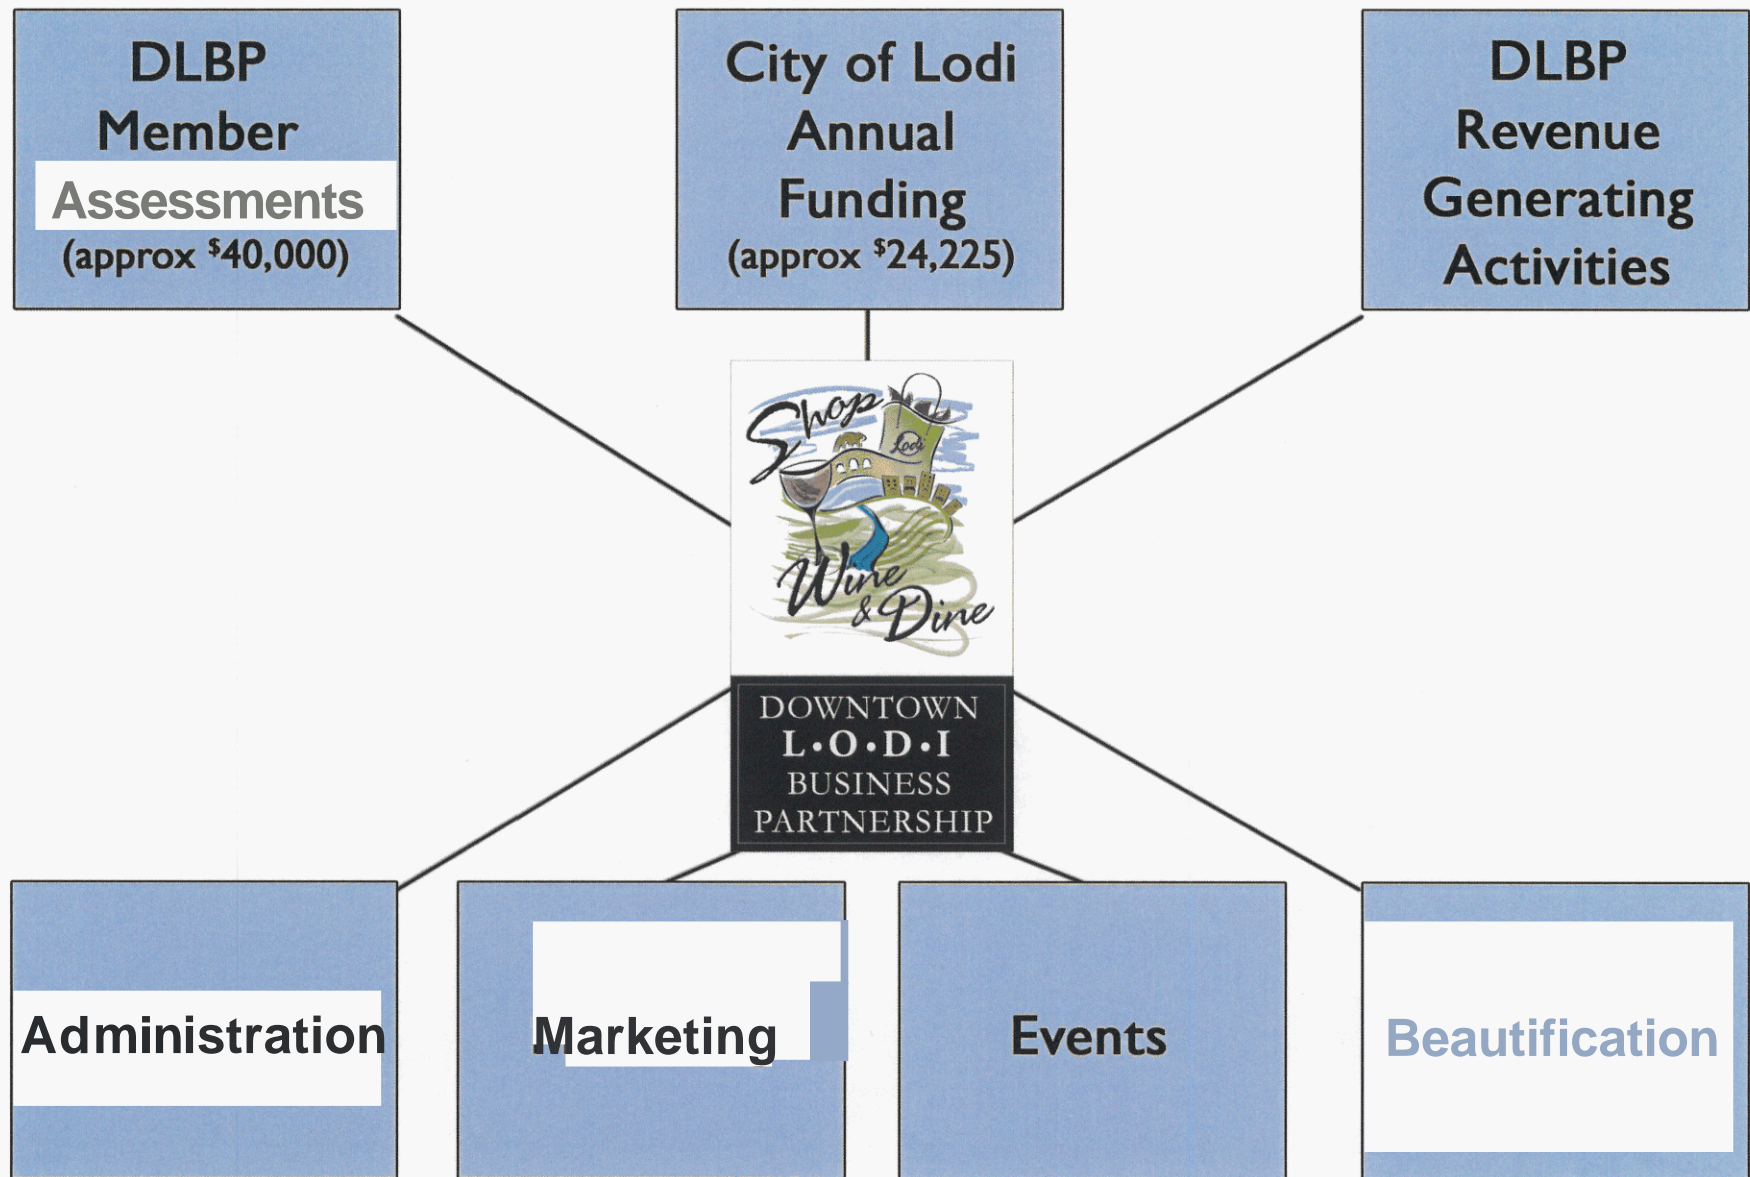 DLBP
Member
Assessments
(approx $40,000)
City of Lodi
Annual
Funding
(approx $24,225)
DLBP
Revenue
Generating
Activities
Shop
Lodi
Wine
& Dine
DOWNTOWN
L•O•D•I
BUSINESS
PARTNERSHIP
Administration
Marketing
Events
Beautification